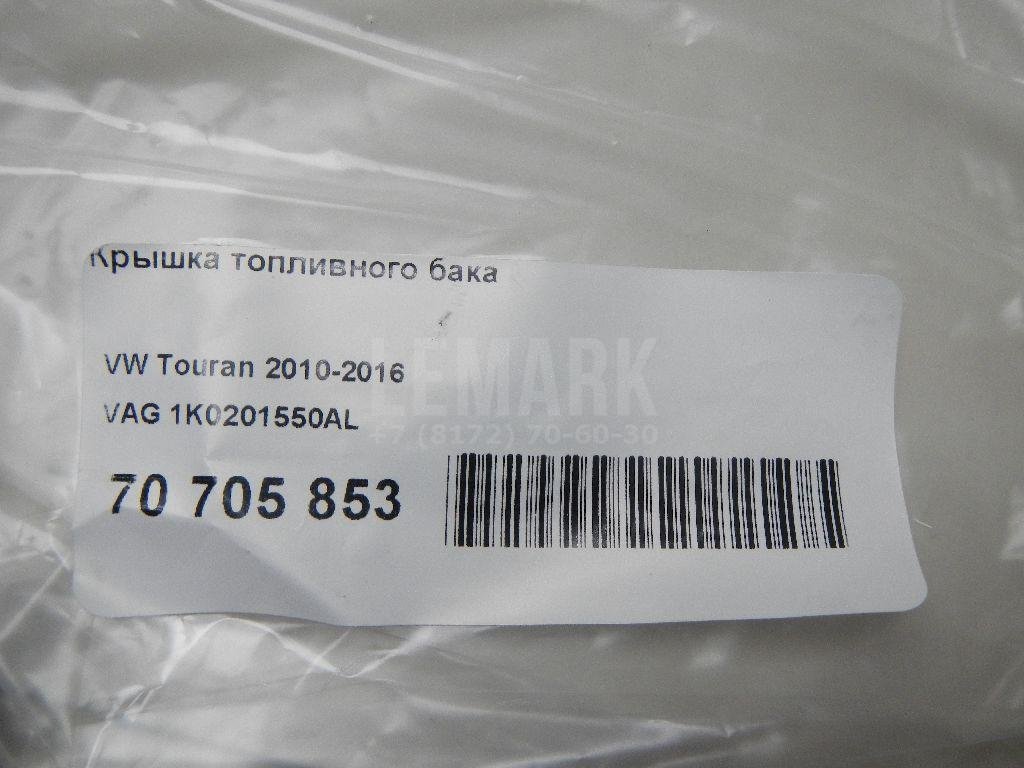 Крышка топливного бака
VW Touran 2010-2016
LEMARK
VAG 1K0201550AL
+7 (8172) 70-60-30
70 705 853